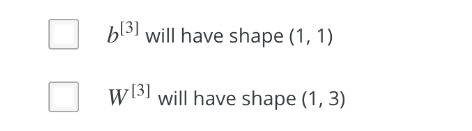 b[3] will have shape (1, 1)
W[3] will have shape (1, 3)